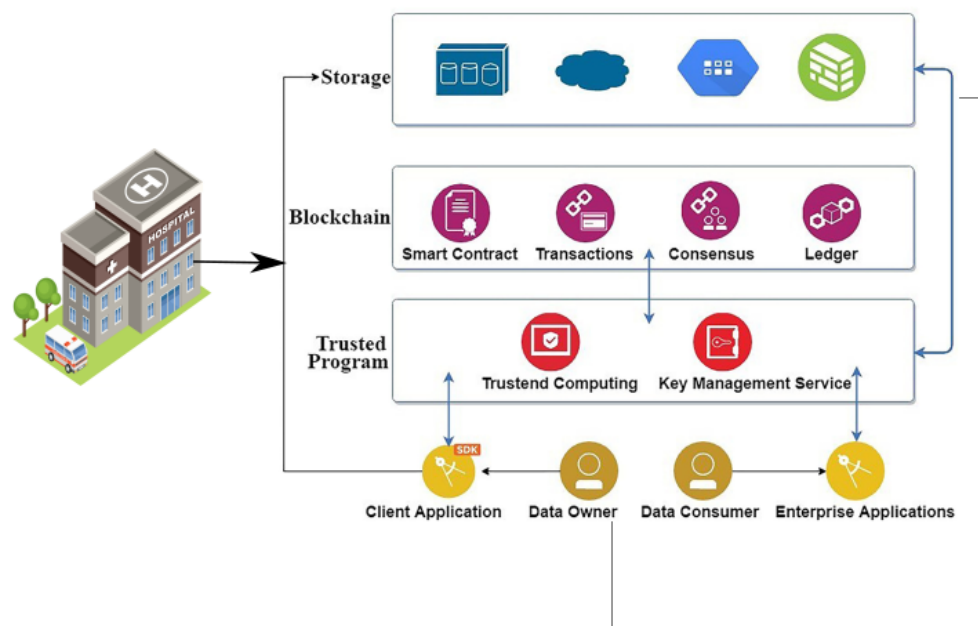 Storage
H
HOSPITAL
Blockchain
Smart Contract
Transactions
Consensus
Ledger
Trusted
Program
Trustend Computing
Key Management Service
SDK
Client Application
Data Owner
Data Consumer
Enterprise Applications